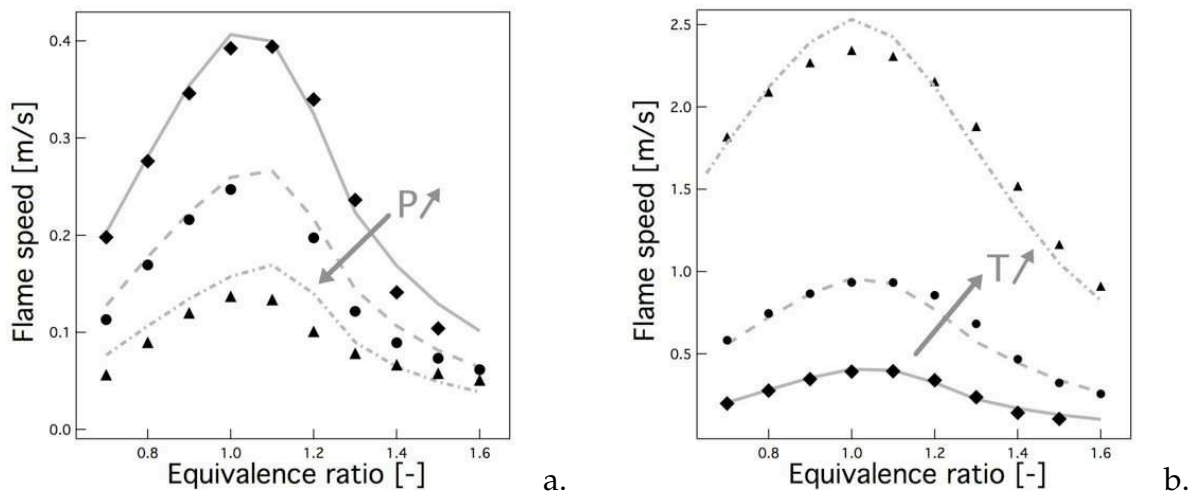 0.4
0.3
0.2
0.1
0.0
Flame speed [m/s]
P
0.8
1.0
1.2
1.4
1.6
Equivalence ratio [-]
a.
2.5
2.0
1.5
1.0
0.5
Flame speed [m/s]
T
0.8
1.0
1.2
1.4
1.6
Equivalence ratio [-]
b.